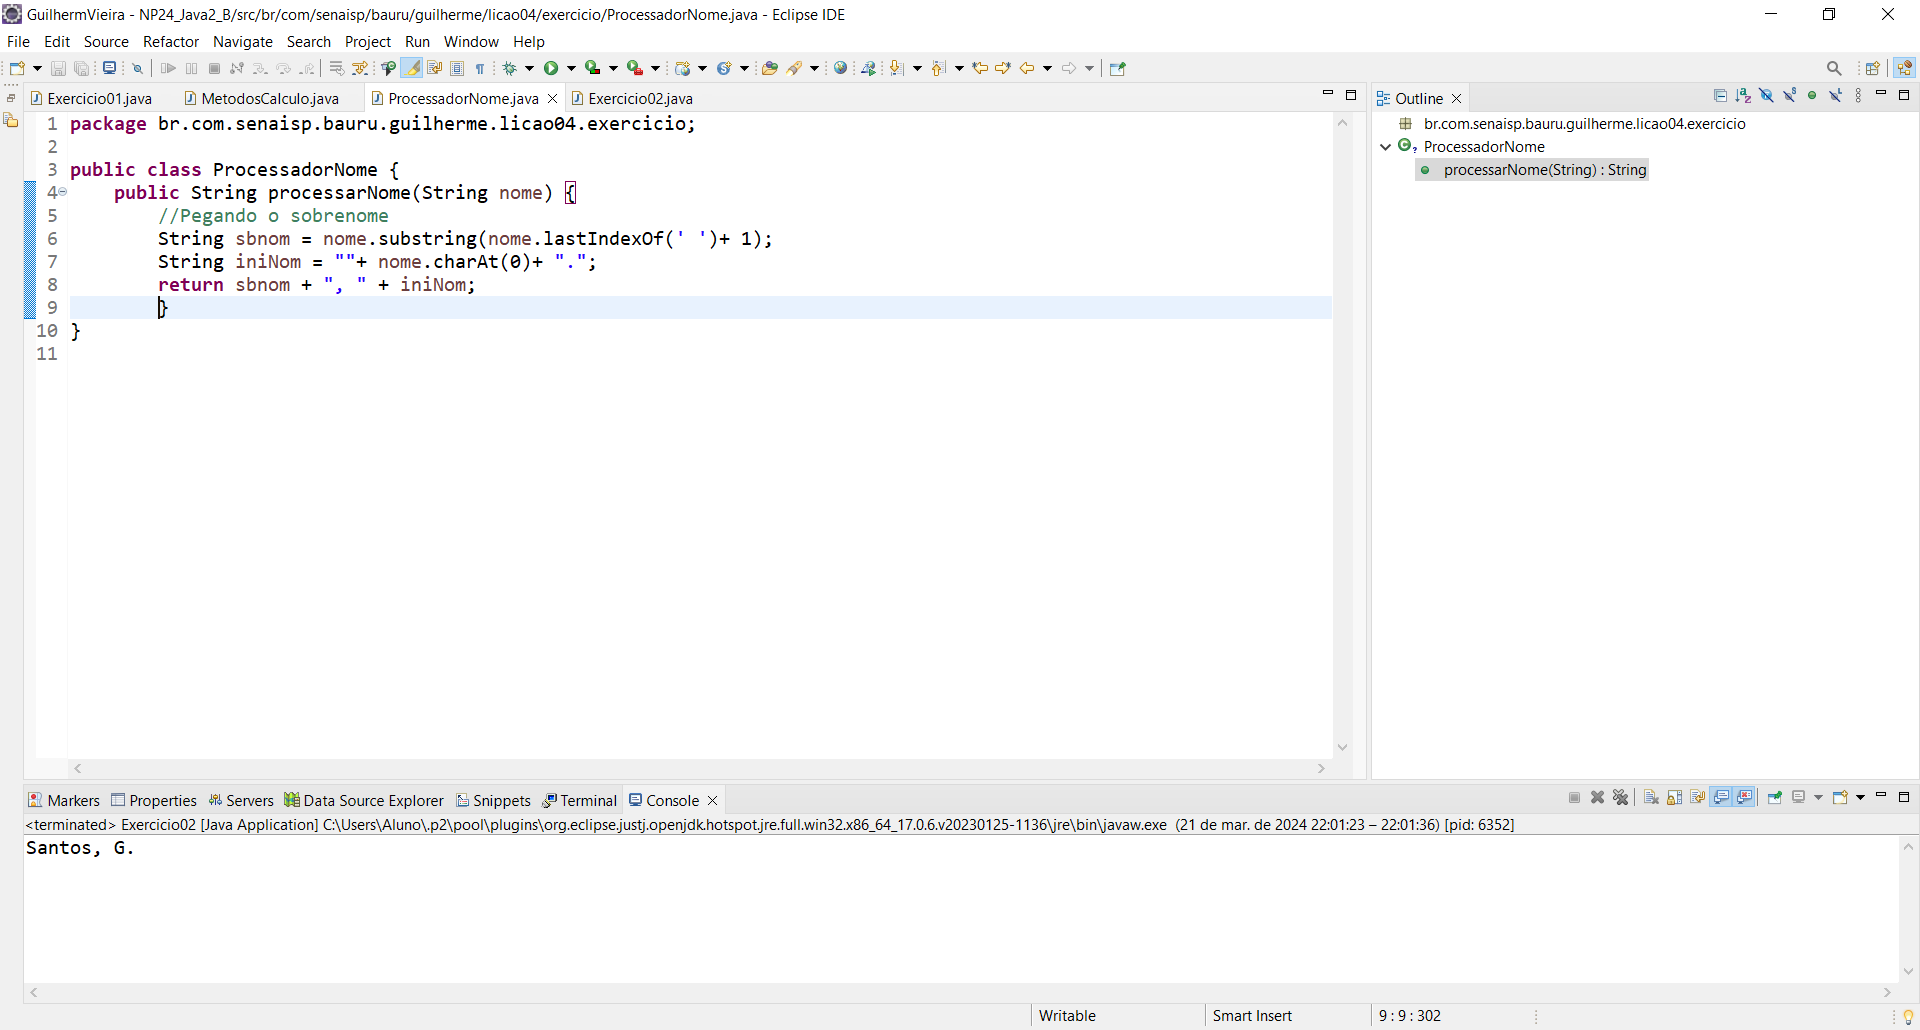 GuilhermVieira - NP24_Java2_B/src/br/com/senaisp/bauru/guilherme/licao04/exercicio/ProcessadorNome.java - Eclipse IDE
File Edit Source Refactor Navigate Search Project Run Window Help
Exercicio01.java MetodosCalculo.java ProcessadorNome.java Exercicio02.java
1 package br.com.senaisp.bauru.guilherme.licao04.exercicio;
2
3 public class ProcessadorNome {
4 public String processarNome(String nome) {
5 //Pegando o sobrenome
6 String sbnom = nome.substring(nome.lastIndexOf(' ')+ 1);
7 String iniNom = ""+ nome.charAt(0)+ ".";
8 return sbnom + ", " + iniNom;
9 }
10 }
11
Outline
br.com.senaisp.bauru.guilherme.licao04.exercicio
ProcessadorNome
processarNome(String) : String
Markers Properties Servers Data Source Explorer Snippets Terminal Console
<terminated> Exercicio02 [Java Application] C:\Users\Aluno\.p2\pool\plugins\org.eclipse.justj.openjdk.hotspot.jre.full.win32.x86_64_17.0.6.v20230125-1136\jre\bin\javaw.exe (21 de mar. de 2024 22:01:23 – 22:01:36) [pid: 6352]
Santos, G.
Writable Smart Insert 9 : 9 : 302